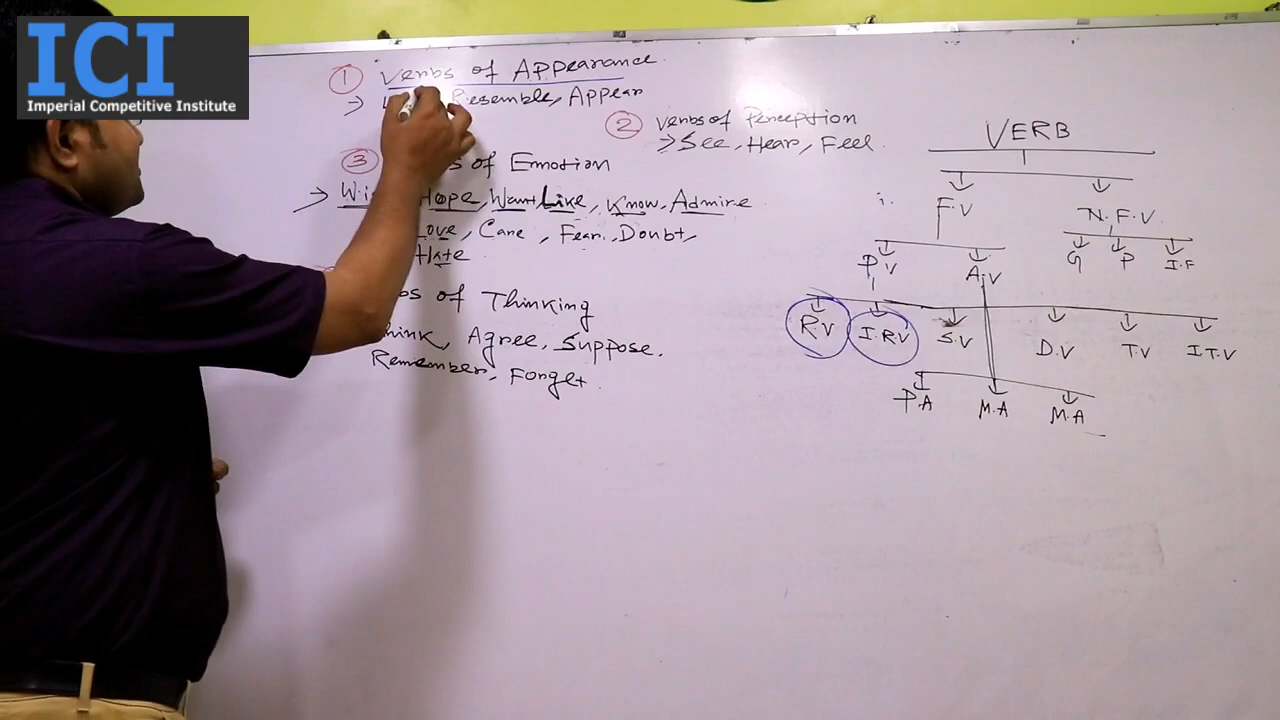 ICI
Imperial Competitive Institute
① Verbs of Appearance
→ Resemble, Appear
② Verbs of Perception
→ See, Hear, Feel.
③ of Emotion
→ Hope, Want, Like, Know, Admire
Love, Care, Fear, Doubt,
Hate
of Thinking
Think, Agree, Suppose,
Remember, Forget.
VERB
F.V N.F.V
P.V A.V G P I.F
R.V I.R.V S.V D.V T.V I.T.V
P.A M.A M.A